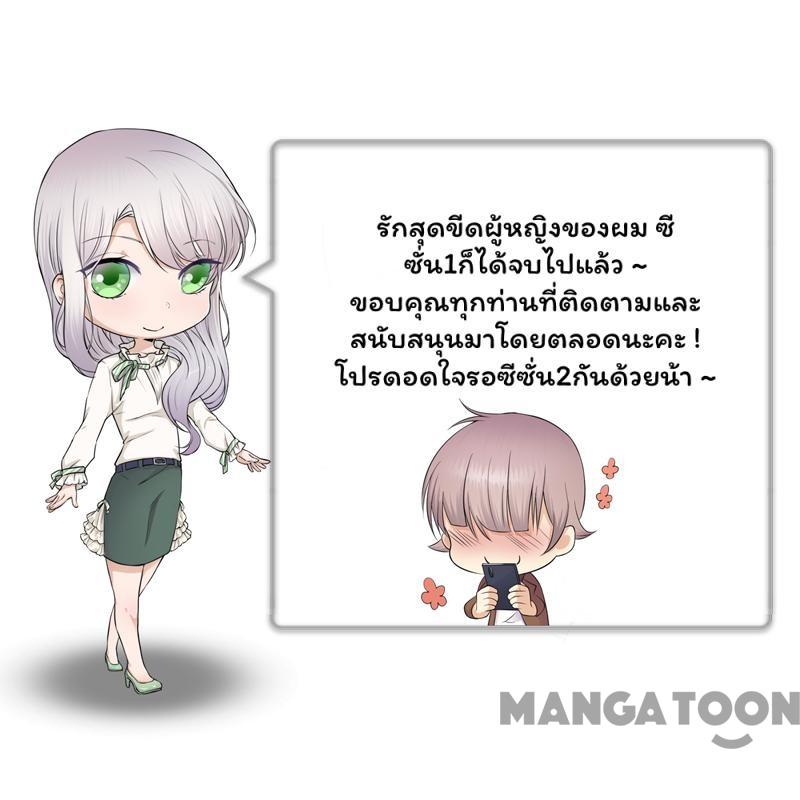 รักสุดขีดผู้หญิงของผม ซี
ซั่น1ก็ได้จบไปแล้ว ~
ขอบคุณทุกท่านที่ติดตามและ
สนับสนุนมาโดยตลอดนะคะ !
โปรดอดใจรอซีซั่น2กันด้วยน้า ~
MANGA TOON